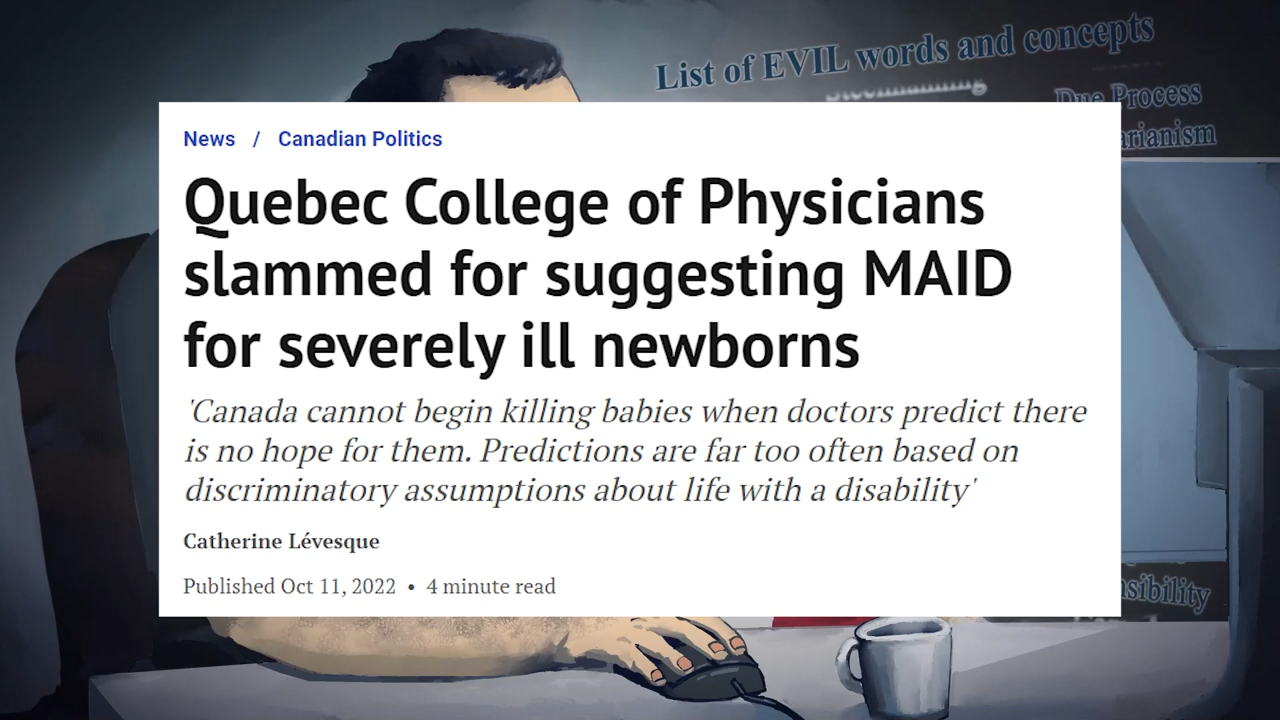 List of EVIL words and concepts
Due Process
News / Canadian Politics
Quebec College of Physicians
slammed for suggesting MAID
for severely ill newborns
'Canada cannot begin killing babies when doctors predict there
is no hope for them. Predictions are far too often based on
discriminatory assumptions about life with a disability'
Catherine Lévesque
Published Oct 11, 2022 • 4 minute read